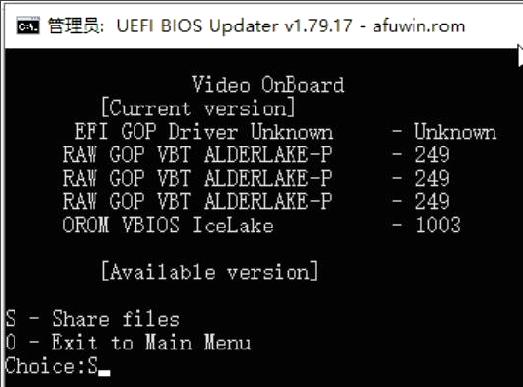 管理员: UEFI BIOS Updater v1.79.17 - afuwin.rom
Video OnBoard
[Current version]
EFI GOP Driver Unknown - Unknown
RAW GOP VBT ALDERLAKE-P - 249
RAW GOP VBT ALDERLAKE-P - 249
RAW GOP VBT ALDERLAKE-P - 249
OROM VBIOS IceLake - 1003
[Available version]
S - Share files
0 - Exit to Main Menu
Choice:S_